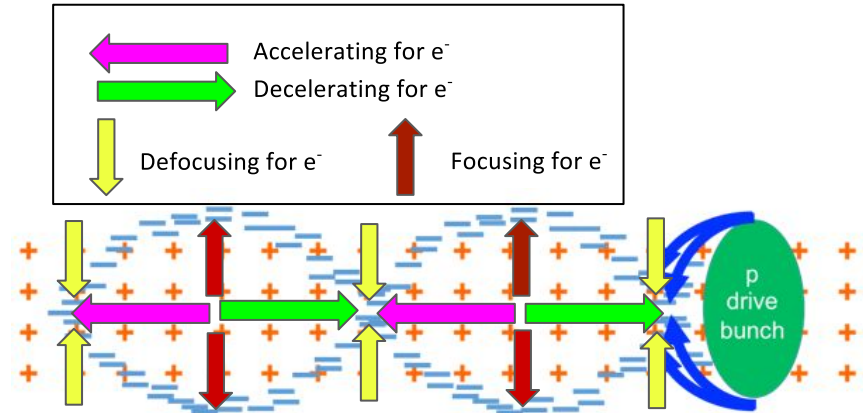 Accelerating for e⁻
Decelerating for e⁻
Defocusing for e⁻
Focusing for e⁻
p
drive
bunch